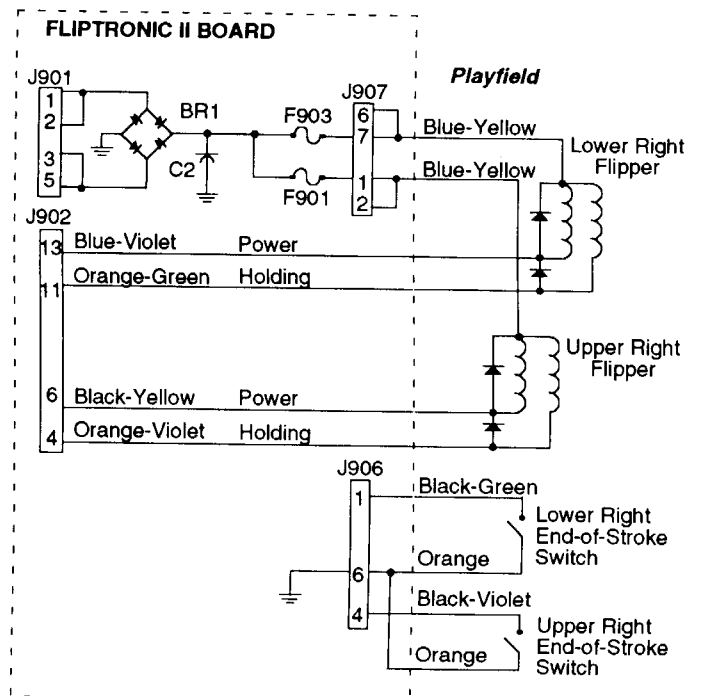 FLIPTRONIC II BOARD
Playfield
J901
1
2
3
5
BR1
C2
F903
F901
J907
6
7
1
2
Blue-Yellow
Blue-Yellow
Lower Right
Flipper
J902
13
Blue-Violet Power
11
Orange-Green Holding
Upper Right
Flipper
6
Black-Yellow Power
4
Orange-Violet Holding
J906
1
Black-Green
Lower Right
End-of-Stroke
Switch
Orange
6
4
Black-Violet
Upper Right
End-of-Stroke
Switch
Orange